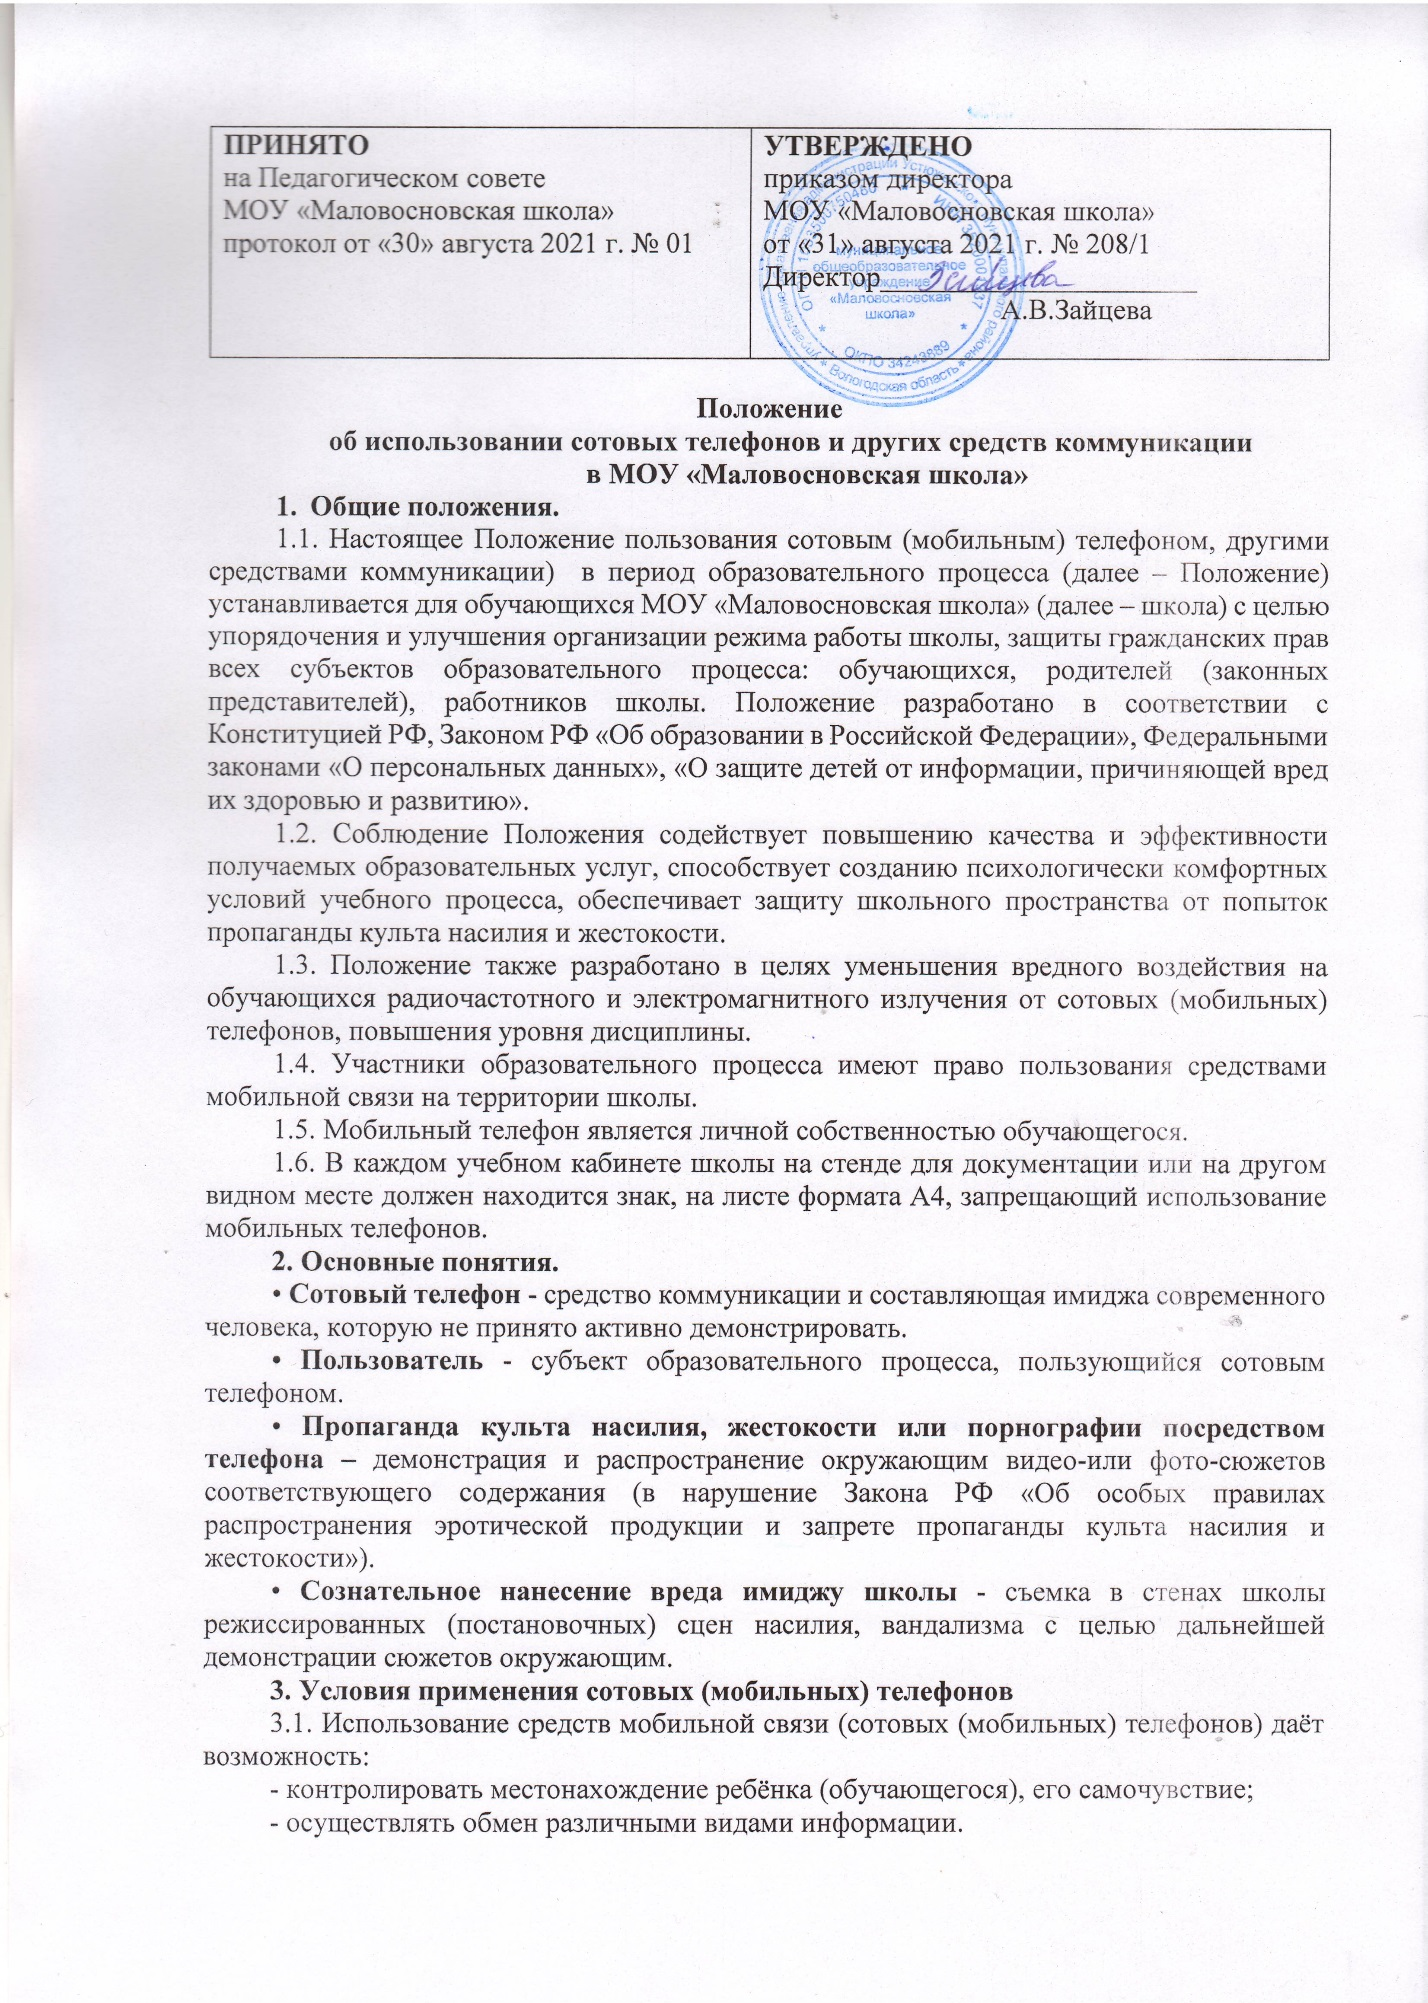 ПРИНЯТО
на Педагогическом совете
МОУ «Маловосновская школа»
протокол от «30» августа 2021 г. № 01
УТВЕРЖДЕНО
приказом директора
МОУ «Маловосновская школа»
от «31» августа 2021 г. № 208/1
Директор
А.В.Зайцева
муниципальное
общеобразовательное
учреждение
«Маловосновская
школа»
ОКПО 34243889
Вологодская область
Положение
об использовании сотовых телефонов и других средств коммуникации
в МОУ «Маловосновская школа»
1. Общие положения.
1.1. Настоящее Положение пользования сотовым (мобильным) телефоном, другими
средствами коммуникации) в период образовательного процесса (далее – Положение)
устанавливается для обучающихся МОУ «Маловосновская школа» (далее – школа) с целью
упорядочения и улучшения организации режима работы школы, защиты гражданских прав
всех субъектов образовательного процесса: обучающихся, родителей (законных
представителей), работников школы. Положение разработано в соответствии с
Конституцией РФ, Законом РФ «Об образовании в Российской Федерации», Федеральными
законами «О персональных данных», «О защите детей от информации, причиняющей вред
их здоровью и развитию».
1.2. Соблюдение Положения содействует повышению качества и эффективности
получаемых образовательных услуг, способствует созданию психологически комфортных
условий учебного процесса, обеспечивает защиту школьного пространства от попыток
пропаганды культа насилия и жестокости.
1.3. Положение также разработано в целях уменьшения вредного воздействия на
обучающихся радиочастотного и электромагнитного излучения от сотовых (мобильных)
телефонов, повышения уровня дисциплины.
1.4. Участники образовательного процесса имеют право пользования средствами
мобильной связи на территории школы.
1.5. Мобильный телефон является личной собственностью обучающегося.
1.6. В каждом учебном кабинете школы на стенде для документации или на другом
видном месте должен находится знак, на листе формата А4, запрещающий использование
мобильных телефонов.
2. Основные понятия.
• Сотовый телефон - средство коммуникации и составляющая имиджа современного
человека, которую не принято активно демонстрировать.
• Пользователь - субъект образовательного процесса, пользующийся сотовым
телефоном.
• Пропаганда культа насилия, жестокости или порнографии посредством
телефона – демонстрация и распространение окружающим видео-или фото-сюжетов
соответствующего содержания (в нарушение Закона РФ «Об особых правилах
распространения эротической продукции и запрете пропаганды культа насилия и
жестокости»).
• Сознательное нанесение вреда имиджу школы - съемка в стенах школы
режиссированных (постановочных) сцен насилия, вандализма с целью дальнейшей
демонстрации сюжетов окружающим.
3. Условия применения сотовых (мобильных) телефонов
3.1. Использование средств мобильной связи (сотовых (мобильных) телефонов) даёт
возможность:
- контролировать местонахождение ребёнка (обучающегося), его самочувствие;
- осуществлять обмен различными видами информации.